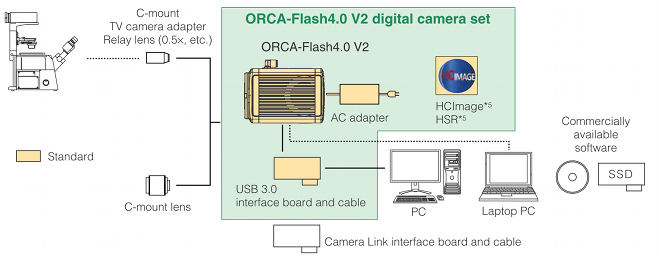 C-mount
TV camera adapter
Relay lens (0.5×, etc.)
ORCA-Flash4.0 V2 digital camera set
ORCA-Flash4.0 V2
AC adapter
HCIMAGE
HCImage*5
HSR*5
Commercially
available
software
SSD
Standard
C-mount lens
USB 3.0
interface board and cable
PC
Laptop PC
Camera Link interface board and cable